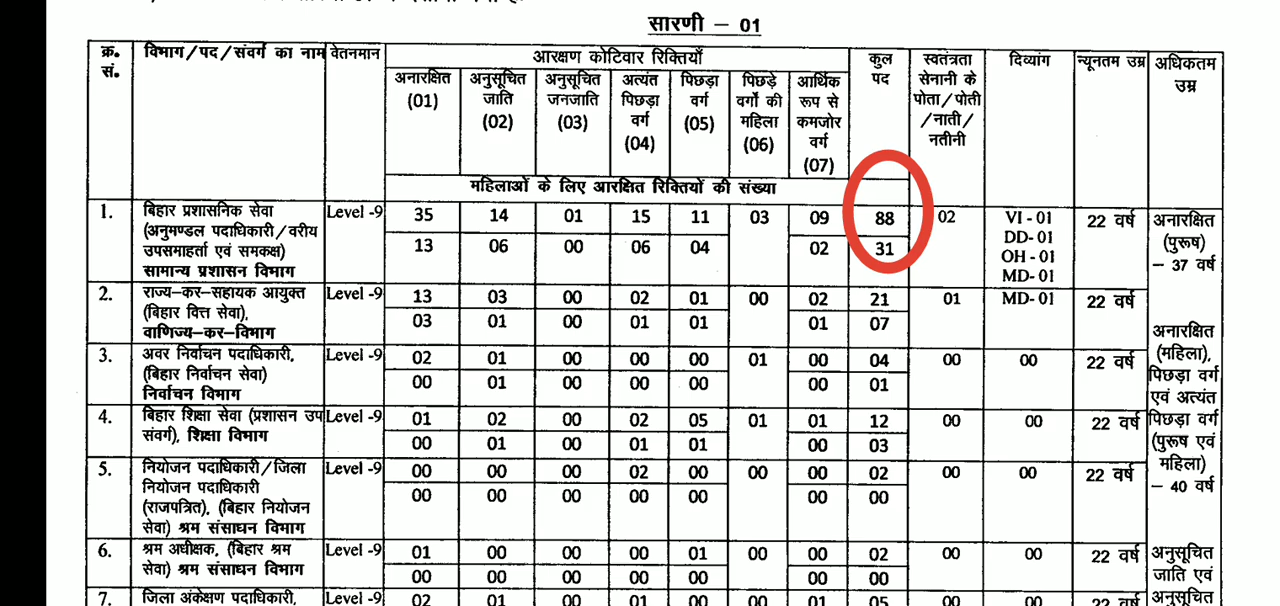 सारणी – 01
क्र. सं. विभाग/पद/संवर्ग का नाम वेतनमान आरक्षण कोटिवार रिक्तियाँ कुल पद स्वतंत्रता सेनानी के पोता/पोती/नाती/नतीनी दिव्यांग न्यूनतम उम्र अधिकतम उम्र
अनारक्षित (01) अनुसूचित जाति (02) अनुसूचित जनजाति (03) अत्यंत पिछड़ा वर्ग (04) पिछड़ा वर्ग (05) पिछड़े वर्गों की महिला (06) आर्थिक रूप से कमजोर वर्ग (07)
महिलाओं के लिए आरक्षित रिक्तियों की संख्या
1. बिहार प्रशासनिक सेवा Level -9 35 14 01 15 11 03 09 88 02 VI - 01 22 वर्ष अनारक्षित
(अनुमण्डल पदाधिकारी/वरीय DD- 01 (पुरूष)
उपसमाहर्ता एवं समकक्ष) 13 06 00 06 04 02 31 OH - 01 – 37 वर्ष
सामान्य प्रशासन विभाग MD- 01
2. राज्य–कर–सहायक आयुक्त Level -9 13 03 00 02 01 00 02 21 01 MD- 01 22 वर्ष
(बिहार वित्त सेवा), 03 01 00 01 01 01 07
वाणिज्य–कर–विभाग अनारक्षित
3. अवर निर्वाचन पदाधिकारी, Level -9 02 01 00 00 00 01 00 04 00 00 22 वर्ष (महिला),
(बिहार निर्वाचन सेवा) 00 01 00 00 00 00 01 पिछड़ा वर्ग
निर्वाचन विभाग एवं अत्यंत
4. बिहार शिक्षा सेवा (प्रशासन उप Level -9 01 02 00 02 05 01 01 12 00 00 22 वर्ष पिछड़ा वर्ग
संवर्ग), शिक्षा विभाग 00 01 00 01 01 00 03 (पुरूष एवं
5. नियोजन पदाधिकारी/जिला Level -9 00 00 00 02 00 00 00 02 00 00 22 वर्ष महिला)
नियोजन पदाधिकारी 00 00 00 00 00 00 00 – 40 वर्ष
(राजपत्रित), (बिहार नियोजन
सेवा) श्रम संसाधन विभाग
6. श्रम अधीक्षक, (बिहार श्रम Level -9 01 00 00 00 01 00 00 02 00 00 22 वर्ष अनुसूचित
सेवा) श्रम संसाधन विभाग 00 00 00 00 00 00 00 जाति एवं
7. जिला अंकेक्षण पदाधिकारी, Level -9 02 01 00 01 00 00 01 05 00 00 22 वर्ष अनुसूचित